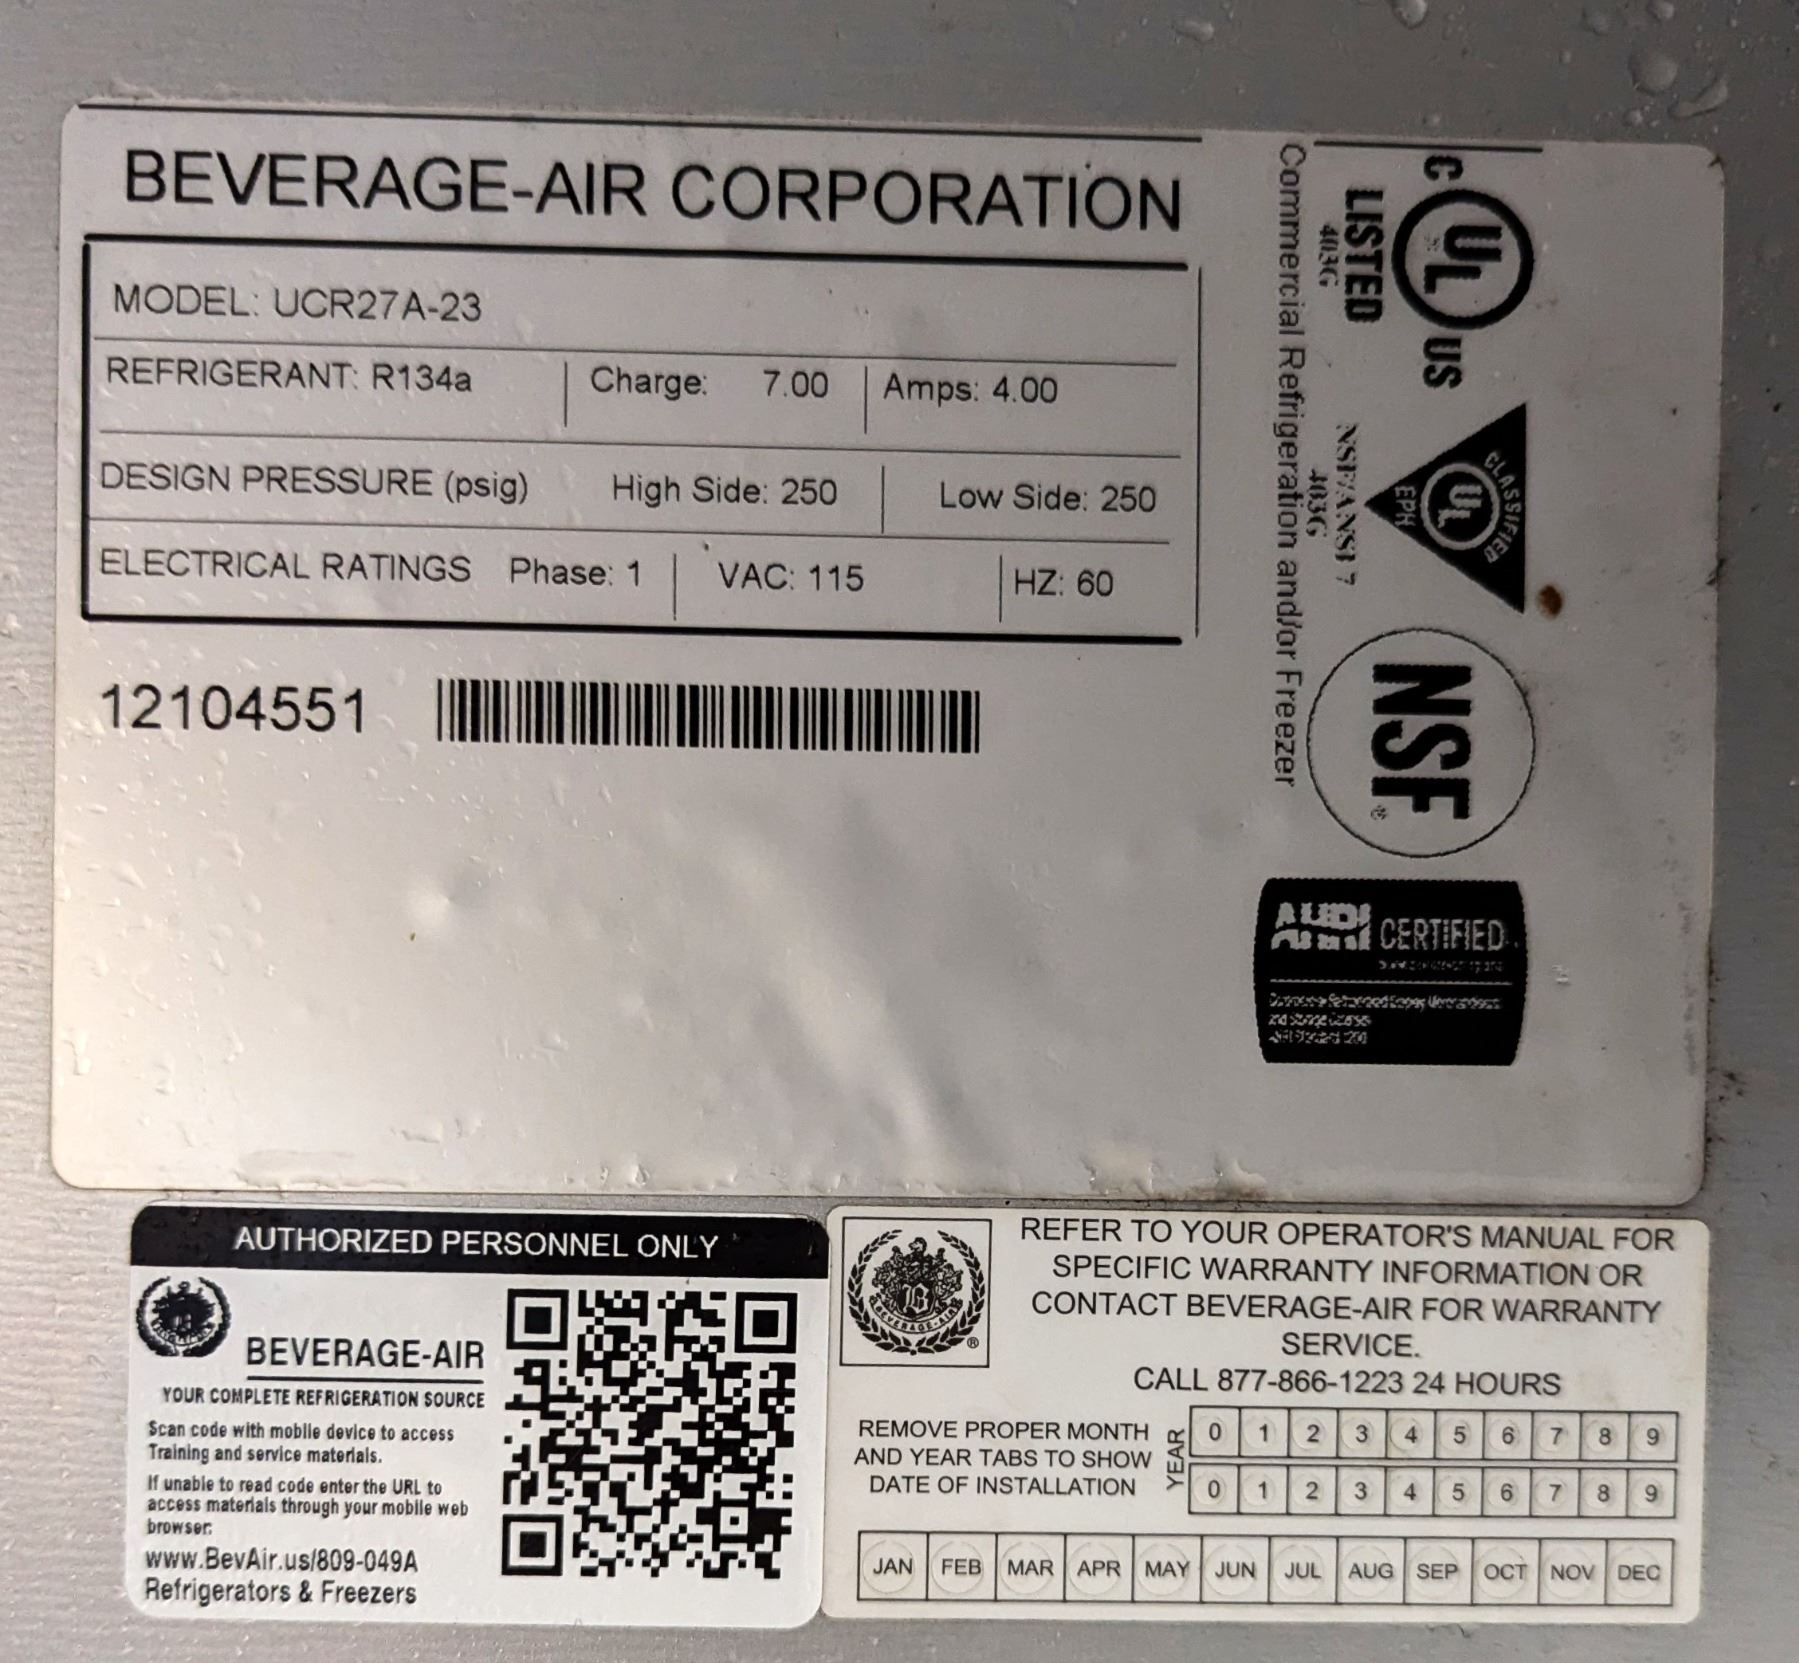 BEVERAGE-AIR CORPORATION
MODEL: UCR27A-23
REFRIGERANT: R134a Charge: 7.00 Amps: 4.00
DESIGN PRESSURE (psig) High Side: 250 Low Side: 250
ELECTRICAL RATINGS Phase: 1 VAC: 115 HZ: 60
12104551
C UL US
LISTED
403G
Commercial Refrigeration and/or Freezer
CLASSIFIED
UL
EPH
NSF/ANSI 7
403G
NSF®
CERTIFIED
AUTHORIZED PERSONNEL ONLY
BEVERAGE-AIR
YOUR COMPLETE REFRIGERATION SOURCE
Scan code with mobile device to access
Training and service materials.
If unable to read code enter the URL to
access materials through your mobile web
browser:
www.BevAir.us/809-049A
Refrigerators & Freezers
B
BEVERAGE-AIR
®
REFER TO YOUR OPERATOR'S MANUAL FOR
SPECIFIC WARRANTY INFORMATION OR
CONTACT BEVERAGE-AIR FOR WARRANTY
SERVICE.
CALL 877-866-1223 24 HOURS
REMOVE PROPER MONTH
AND YEAR TABS TO SHOW
DATE OF INSTALLATION
YEAR
0 1 2 3 4 5 6 7 8 9
0 1 2 3 4 5 6 7 8 9
JAN FEB MAR APR MAY JUN JUL AUG SEP OCT NOV DEC